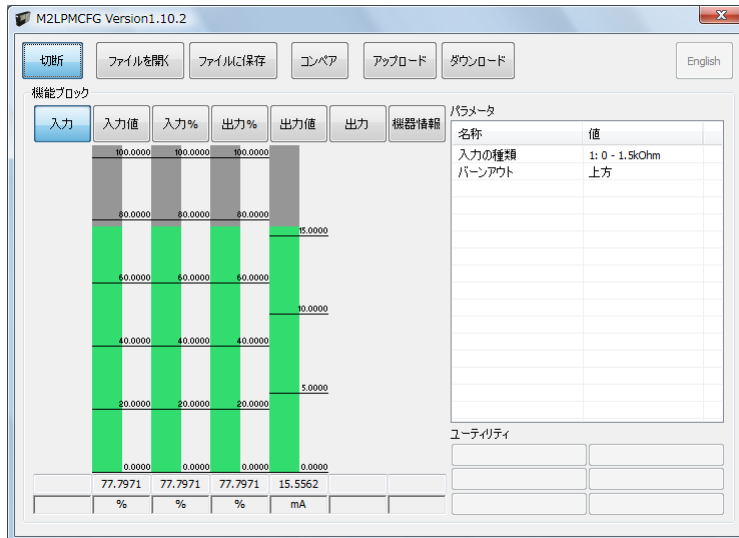 M2LPMCFG Version1.10.2
切断 ファイルを開く ファイルに保存 コンペア アップロード ダウンロード English
機能ブロック
入力 入力値 入力% 出力% 出力値 出力 機器情報
パラメータ
名称 値
入力の種類 1: 0 - 1.5kOhm
バーンアウト 上方
100.0000 100.0000 100.0000
80.0000 80.0000 80.0000
15.0000
60.0000 60.0000 60.0000
10.0000
40.0000 40.0000 40.0000
5.0000
20.0000 20.0000 20.0000
0.0000 0.0000 0.0000 0.0000
77.7971 77.7971 77.7971 15.5562
% % % mA
ユーティリティ